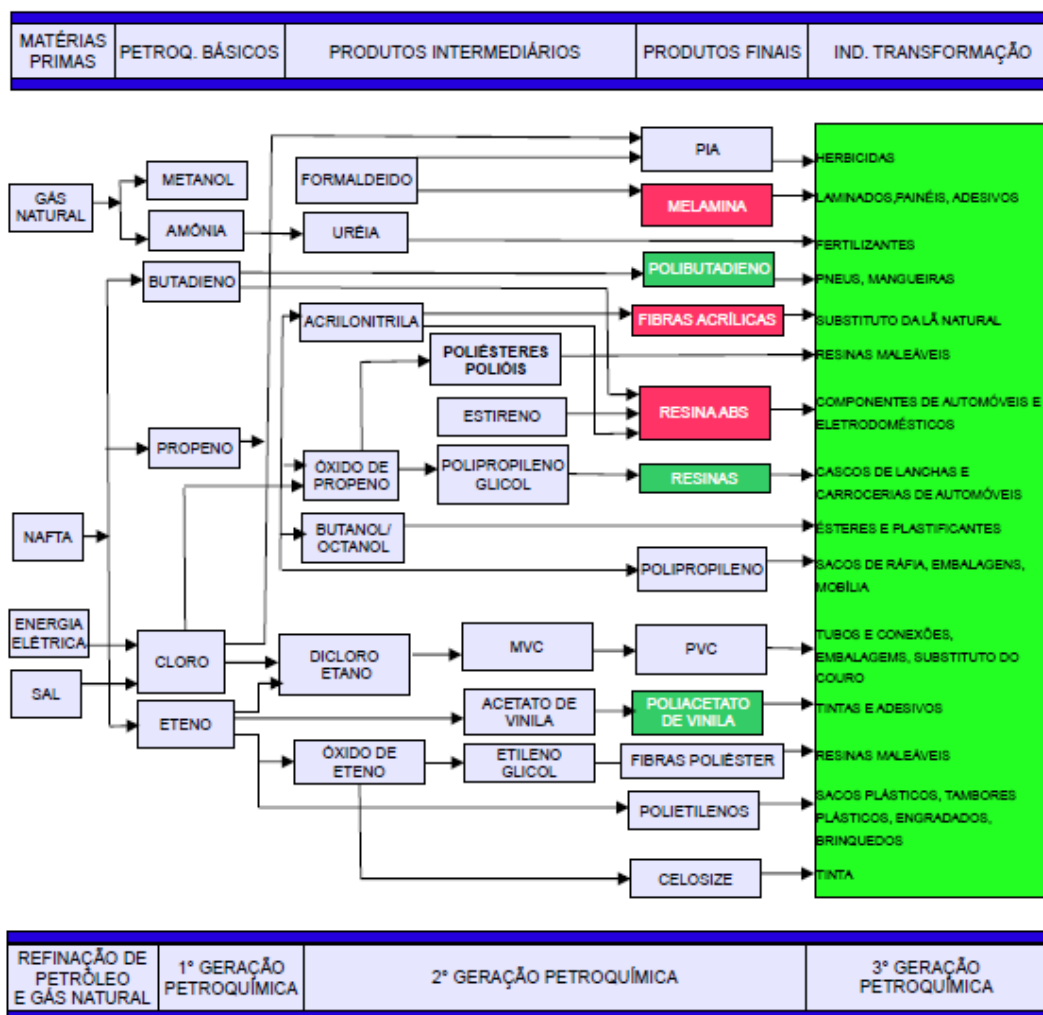 MATÉRIAS
PRIMAS
PETROQ. BÁSICOS
PRODUTOS INTERMEDIÁRIOS
PRODUTOS FINAIS
IND. TRANSFORMAÇÃO
PIA
HERBICIDAS
METANOL
FORMALDEIDO
GÁS
NATURAL
MELAMINA
LAMINADOS,PAINÉIS, ADESIVOS
AMÔNIA
URÉIA
FERTILIZANTES
BUTADIENO
POLIBUTADIENO
PNEUS, MANGUEIRAS
ACRILONITRILA
FIBRAS ACRÍLICAS
SUBSTITUTO DA LÃ NATURAL
POLIÉSTERES
POLIÓIS
RESINAS MALEÁVEIS
ESTIRENO
RESINA ABS
COMPONENTES DE AUTOMÓVEIS E
ELETRODOMÉSTICOS
PROPENO
ÓXIDO DE
PROPENO
POLIPROPILENO
GLICOL
RESINAS
CASCOS DE LANCHAS E
CARROCERIAS DE AUTOMÓVEIS
NAFTA
BUTANOL/
OCTANOL
ÉSTERES E PLASTIFICANTES
POLIPROPILENO
SACOS DE RÁFIA, EMBALAGENS,
MOBÍLIA
ENERGIA
ELÉTRICA
CLORO
DICLORO
ETANO
MVC
PVC
TUBOS E CONEXÕES,
EMBALAGEMS, SUBSTITUTO DO
COURO
SAL
ETENO
ACETATO DE
VINILA
POLIACETATO
DE VINILA
TINTAS E ADESIVOS
ÓXIDO DE
ETENO
ETILENO
GLICOL
FIBRAS POLIÉSTER
RESINAS MALEÁVEIS
POLIETILENOS
SACOS PLÁSTICOS, TAMBORES
PLÁSTICOS, ENGRADADOS,
BRINQUEDOS
CELOSIZE
TINTA
REFINAÇÃO DE
PETRÓLEO
E GÁS NATURAL
1° GERAÇÃO
PETROQUÍMICA
2° GERAÇÃO PETROQUÍMICA
3° GERAÇÃO
PETROQUÍMICA